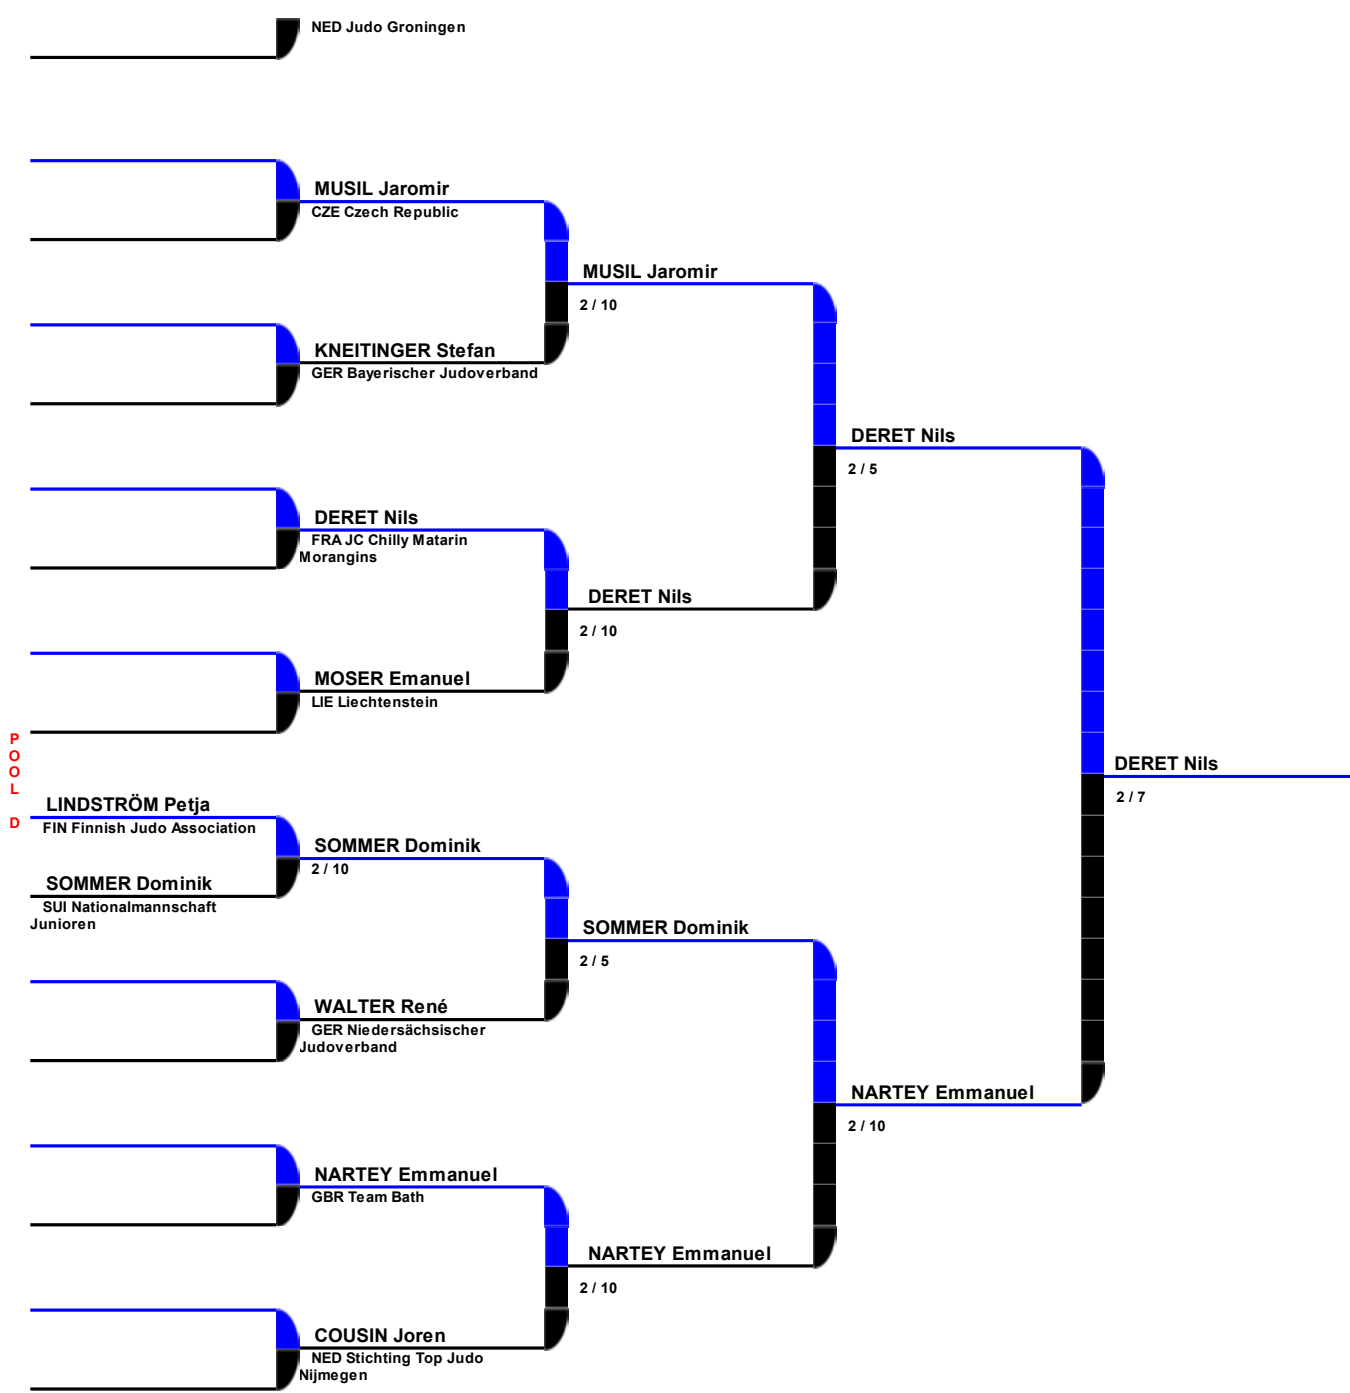 NED Judo Groningen
MUSIL Jaromir
CZE Czech Republic
MUSIL Jaromir
2 / 10
KNEITINGER Stefan
GER Bayerischer Judoverband
DERET Nils
2 / 5
DERET Nils
FRA JC Chilly Matarin
Morangins
DERET Nils
2 / 10
MOSER Emanuel
LIE Liechtenstein
POOL D
DERET Nils
2 / 7
LINDSTRÖM Petja
FIN Finnish Judo Association
SOMMER Dominik
2 / 10
SOMMER Dominik
SUI Nationalmannschaft
Junioren
SOMMER Dominik
2 / 5
WALTER René
GER Niedersächsischer
Judoverband
NARTEY Emmanuel
2 / 10
NARTEY Emmanuel
GBR Team Bath
NARTEY Emmanuel
2 / 10
COUSIN Joren
NED Stichting Top Judo
Nijmegen